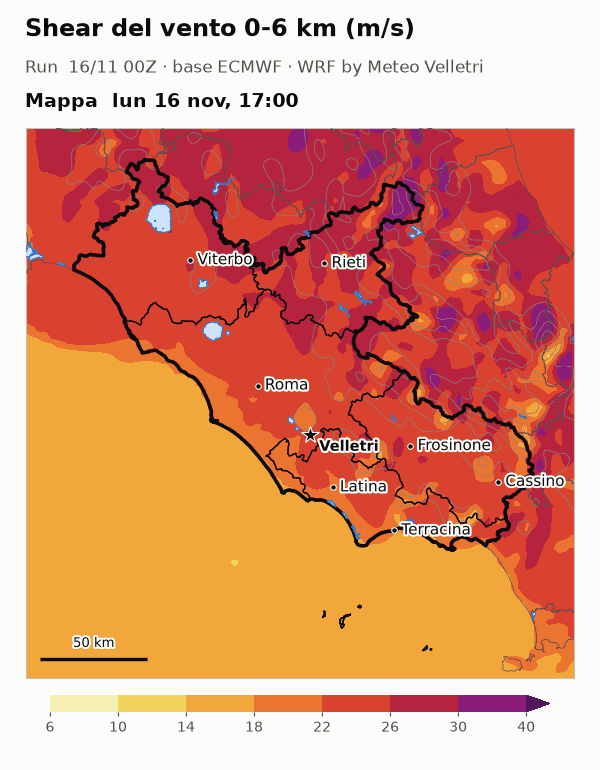 Shear del vento 0-6 km (m/s)
Run  16/11 00Z · base ECMWF · WRF by Meteo Velletri
Mappa  lun 16 nov, 17:00
Viterbo
Rieti
Roma
Velletri
Frosinone
Latina
Cassino
Terracina
50 km
6 10 14 18 22 26 30 40